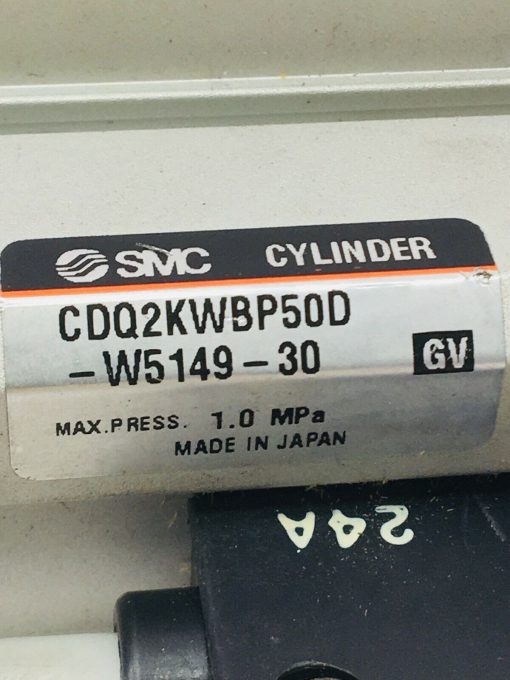 SMC CYLINDER
CDQ2KWBP50D
-W5149-30 GV
MAX.PRESS. 1.0 MPa
MADE IN JAPAN
24A